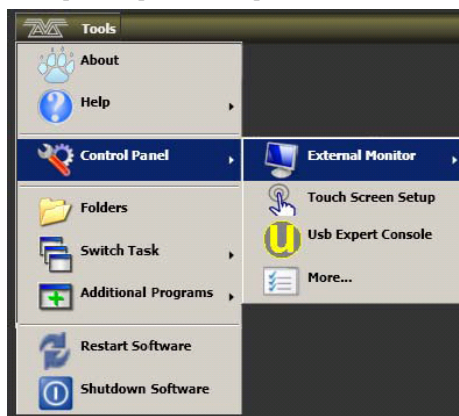 Tools
About
Help
Control Panel
External Monitor
Touch Screen Setup
Folders
Usb Expert Console
Switch Task
More...
Additional Programs
Restart Software
Shutdown Software